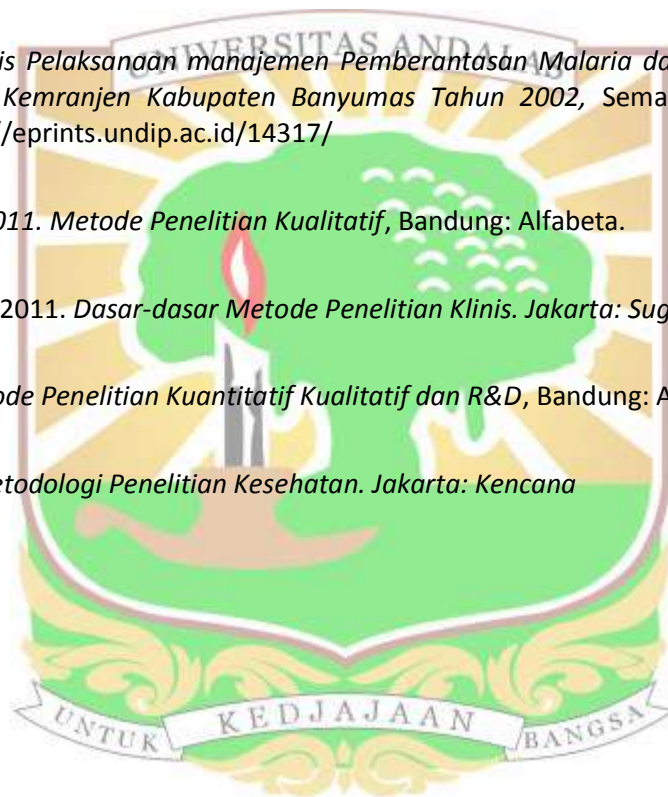 UNIVERSITAS ANDALAS
is Pelaksanaan manajemen Pemberantasan Malaria da
Kemranjen Kabupaten Banyumas Tahun 2002, Sema
//eprints.undip.ac.id/14317/
011. Metode Penelitian Kualitatif, Bandung: Alfabeta.
2011. Dasar-dasar Metode Penelitian Klinis. Jakarta: Sug
ode Penelitian Kuantitatif Kualitatif dan R&D, Bandung: A
etodologi Penelitian Kesehatan. Jakarta: Kencana
UNTUK KEDJAJAAN BANGSA